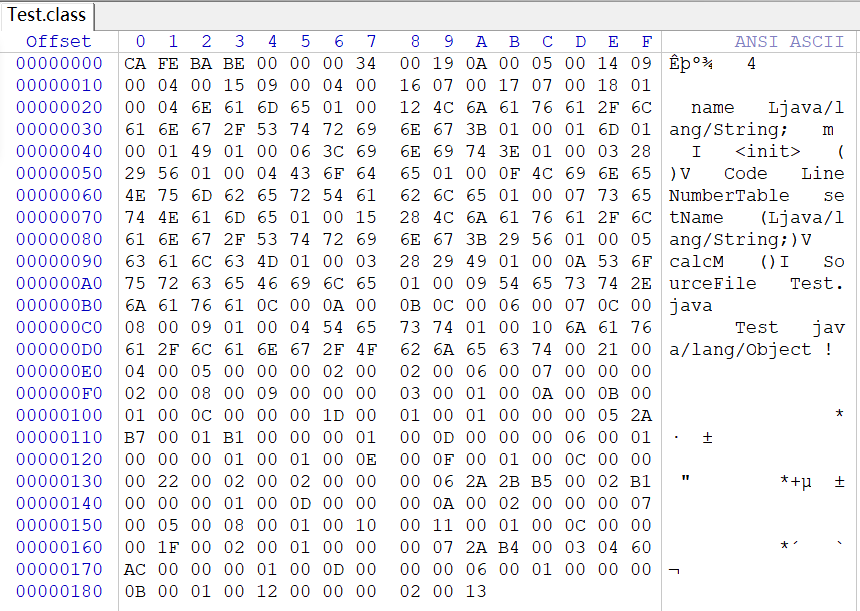 Test.class
Offset 0 1 2 3 4 5 6 7 8 9 A B C D E F ANSI ASCII
00000000 CA FE BA BE 00 00 00 34 00 19 0A 00 05 00 14 09 Êþº¾ 4
00000010 00 04 00 15 09 00 04 00 16 07 00 17 07 00 18 01
00000020 00 04 6E 61 6D 65 01 00 12 4C 6A 61 76 61 2F 6C name Ljava/l
00000030 61 6E 67 2F 53 74 72 69 6E 67 3B 01 00 01 6D 01 ang/String; m
00000040 00 01 49 01 00 06 3C 69 6E 69 74 3E 01 00 03 28 I <init> (
00000050 29 56 01 00 04 43 6F 64 65 01 00 0F 4C 69 6E 65 )V Code Line
00000060 4E 75 6D 62 65 72 54 61 62 6C 65 01 00 07 73 65 NumberTable se
00000070 74 4E 61 6D 65 01 00 15 28 4C 6A 61 76 61 2F 6C tName (Ljava/l
00000080 61 6E 67 2F 53 74 72 69 6E 67 3B 29 56 01 00 05 ang/String;)V
00000090 63 61 6C 63 4D 01 00 03 28 29 49 01 00 0A 53 6F calcM ()I So
000000A0 75 72 63 65 46 69 6C 65 01 00 09 54 65 73 74 2E urceFile Test.
000000B0 6A 61 76 61 0C 00 0A 00 0B 0C 00 06 00 07 0C 00 java
000000C0 08 00 09 01 00 04 54 65 73 74 01 00 10 6A 61 76 Test jav
000000D0 61 2F 6C 61 6E 67 2F 4F 62 6A 65 63 74 00 21 00 a/lang/Object !
000000E0 04 00 05 00 00 00 02 00 02 00 06 00 07 00 00 00
000000F0 02 00 08 00 09 00 00 00 03 00 01 00 0A 00 0B 00
00000100 01 00 0C 00 00 00 1D 00 01 00 01 00 00 00 05 2A *
00000110 B7 00 01 B1 00 00 00 01 00 0D 00 00 00 06 00 01 · ±
00000120 00 00 00 01 00 01 00 0E 00 0F 00 01 00 0C 00 00
00000130 00 22 00 02 00 02 00 00 00 06 2A 2B B5 00 02 B1 " *+µ ±
00000140 00 00 00 01 00 0D 00 00 00 0A 00 02 00 00 00 07
00000150 00 05 00 08 00 01 00 10 00 11 00 01 00 0C 00 00
00000160 00 1F 00 02 00 01 00 00 00 07 2A B4 00 03 04 60 *´ `
00000170 AC 00 00 00 01 00 0D 00 00 00 06 00 01 00 00 00 ¬
00000180 0B 00 01 00 12 00 00 00 02 00 13